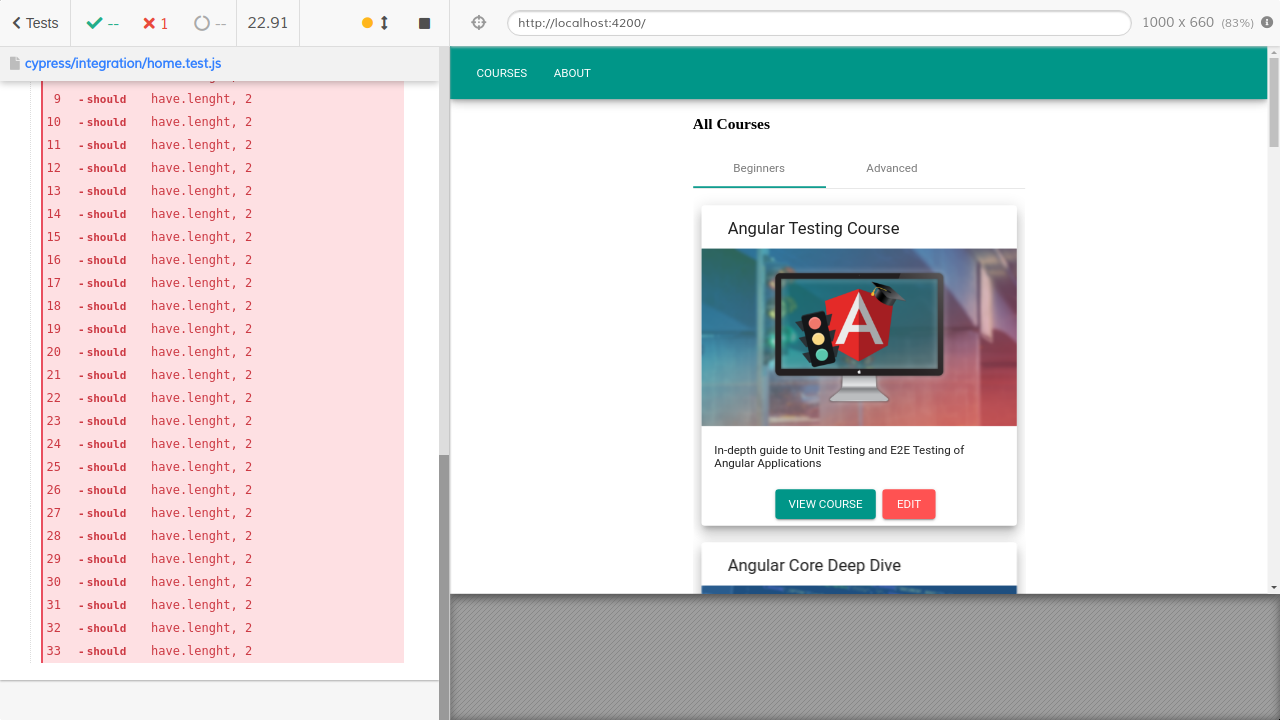 Tests
--
1
--
22.91
http://localhost:4200/
1000 x 660 (83%)
cypress/integration/home.test.js
9 - should have.lenght, 2
10 - should have.lenght, 2
11 - should have.lenght, 2
12 - should have.lenght, 2
13 - should have.lenght, 2
14 - should have.lenght, 2
15 - should have.lenght, 2
16 - should have.lenght, 2
17 - should have.lenght, 2
18 - should have.lenght, 2
19 - should have.lenght, 2
20 - should have.lenght, 2
21 - should have.lenght, 2
22 - should have.lenght, 2
23 - should have.lenght, 2
24 - should have.lenght, 2
25 - should have.lenght, 2
26 - should have.lenght, 2
27 - should have.lenght, 2
28 - should have.lenght, 2
29 - should have.lenght, 2
30 - should have.lenght, 2
31 - should have.lenght, 2
32 - should have.lenght, 2
33 - should have.lenght, 2
COURSES ABOUT
All Courses
Beginners Advanced
Angular Testing Course
A
In-depth guide to Unit Testing and E2E Testing of
Angular Applications
VIEW COURSE EDIT
Angular Core Deep Dive